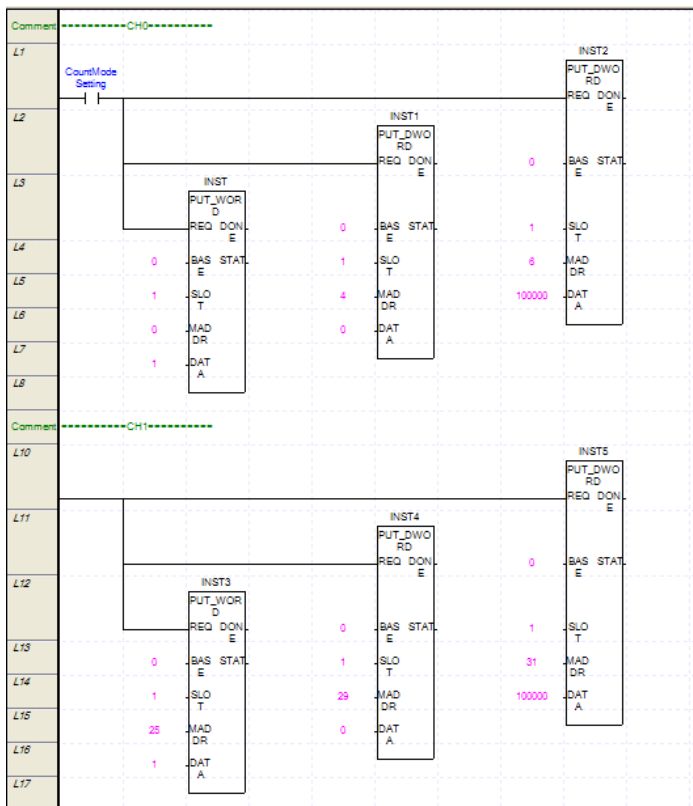 Comment ----------CH0----------
L1
INST2
CountMode
Setting
PUT_DWO
RD
REQ DON
E
L2
INST1
PUT_DWO
RD
REQ DON
E
0 BAS STAT
E
L3
INST
PUT_WOR
D
REQ DON
E
0 BAS STAT
E
1 SLO
T
L4
0 BAS STAT
E
1 SLO
T
6 MAD
DR
L5
1 SLO
T
4 MAD
DR
100000 DAT
A
L6
0 MAD
DR
0 DAT
A
L7
1 DAT
A
L8
Comment ----------CH1----------
L10
INST5
PUT_DWO
RD
REQ DON
E
L11
INST4
PUT_DWO
RD
REQ DON
E
0 BAS STAT
E
L12
INST3
PUT_WOR
D
REQ DON
E
0 BAS STAT
E
1 SLO
T
L13
0 BAS STAT
E
1 SLO
T
31 MAD
DR
L14
1 SLO
T
29 MAD
DR
100000 DAT
A
L15
25 MAD
DR
0 DAT
A
L16
1 DAT
A
L17